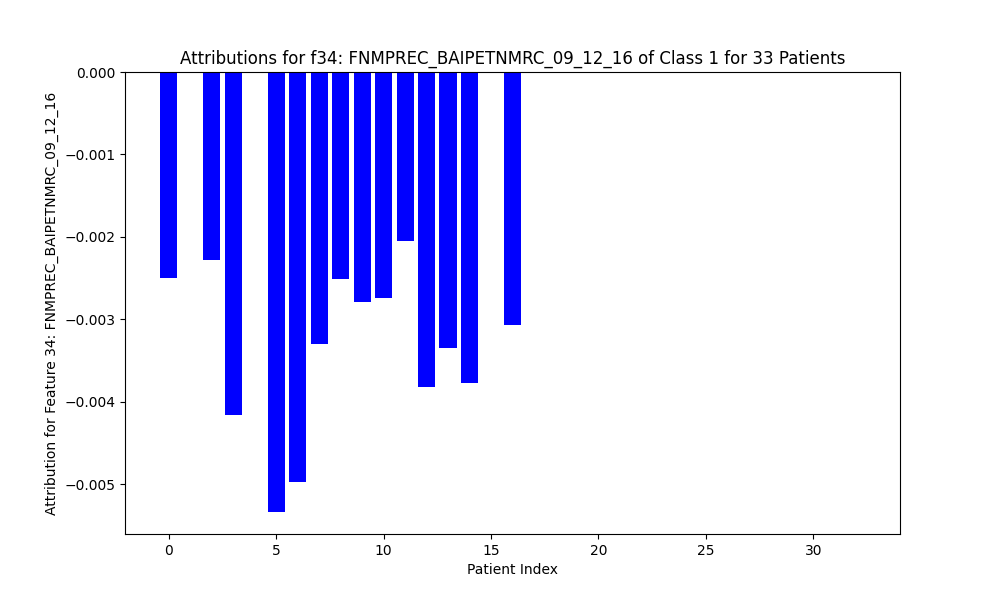 Attributions for f34: FNMPREC_BAIPETNMRC_09_12_16 of Class 1 for 33 Patients
Attribution for Feature 34: FNMPREC_BAIPETNMRC_09_12_16
0.000
−0.001
−0.002
−0.003
−0.004
−0.005
0 5 10 15 20 25 30
Patient Index